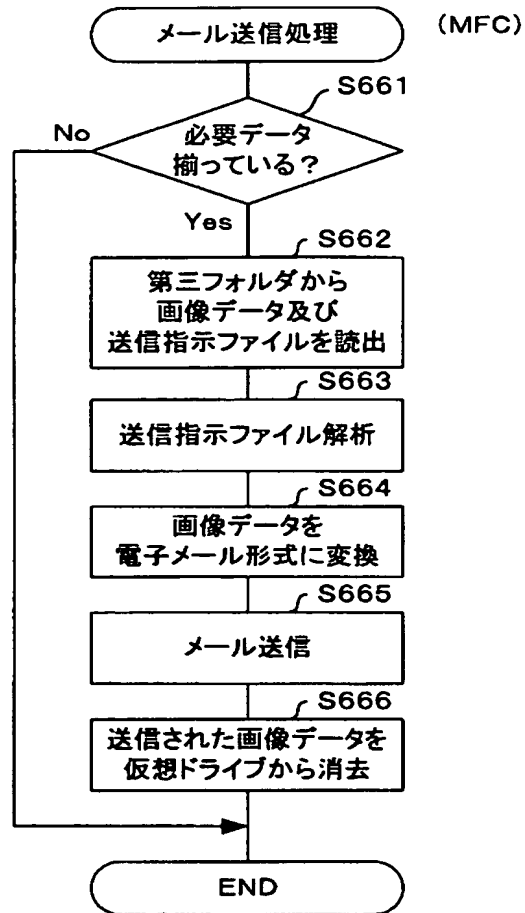 メール送信処理
(MFC)
S661
必要データ
揃っている?
No
Yes
S662
第三フォルダから
画像データ及び
送信指示ファイルを読出
S663
送信指示ファイル解析
S664
画像データを
電子メール形式に変換
S665
メール送信
S666
送信された画像データを
仮想ドライブから消去
END